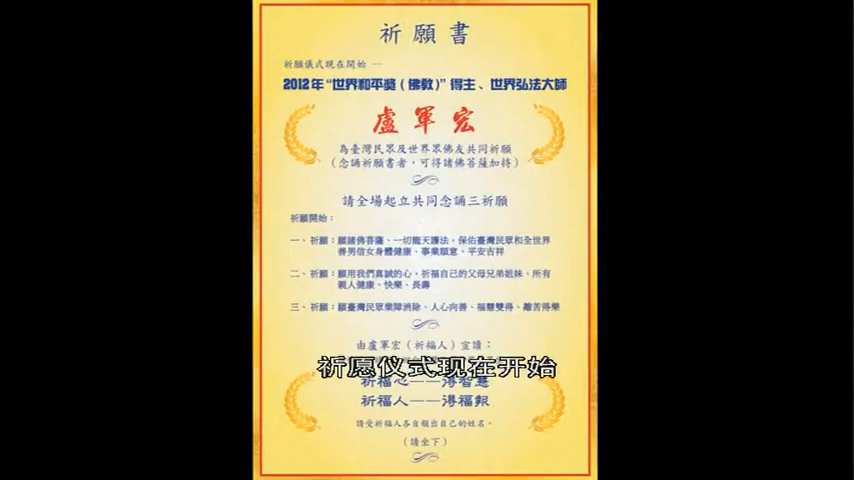 祈願書
祈願儀式現在開始 —
2012年“世界和平獎(佛教)”得主、世界弘法大師
盧軍宏
為臺灣民眾及世界眾佛友共同祈願
(念誦祈願書者，可得諸佛菩薩加持)
請全場起立共同念誦三祈願
祈願開始：
一、祈願：願諸佛菩薩、一切龍天護法，保佑臺灣民眾和全世界
善男信女身體健康、事業順意、平安吉祥
二、祈願：願用我們真誠的心，祈福自己的父母兄弟姐妹、所有
親人健康、快樂、長壽
三、祈願：願臺灣民眾業障消除、人心向善、福慧雙得、離苦得樂
由盧軍宏(祈福人)宣讀：
祈愿仪式现在开始
祈福心——得智慧
祈福人——得福報
請受祈福人各自報出自己的姓名。
(請坐下)